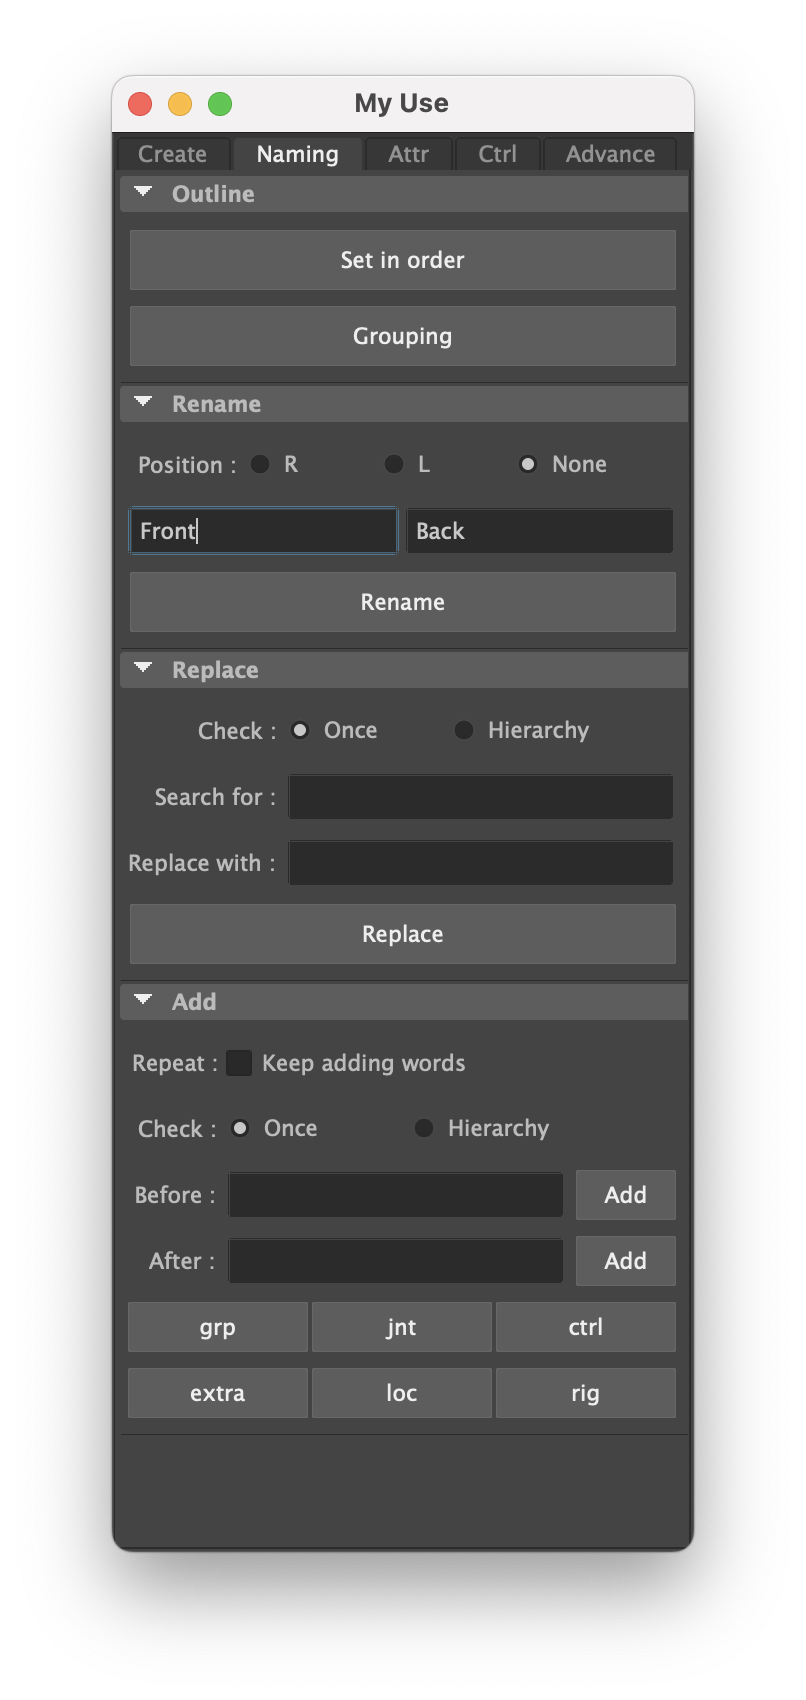 My Use
Create Naming Attr Ctrl Advance
Outline
Set in order
Grouping
Rename
Position : R L None
Front Back
Rename
Replace
Check : Once Hierarchy
Search for :
Replace with :
Replace
Add
Repeat : Keep adding words
Check : Once Hierarchy
Before : Add
After : Add
grp jnt ctrl
extra loc rig